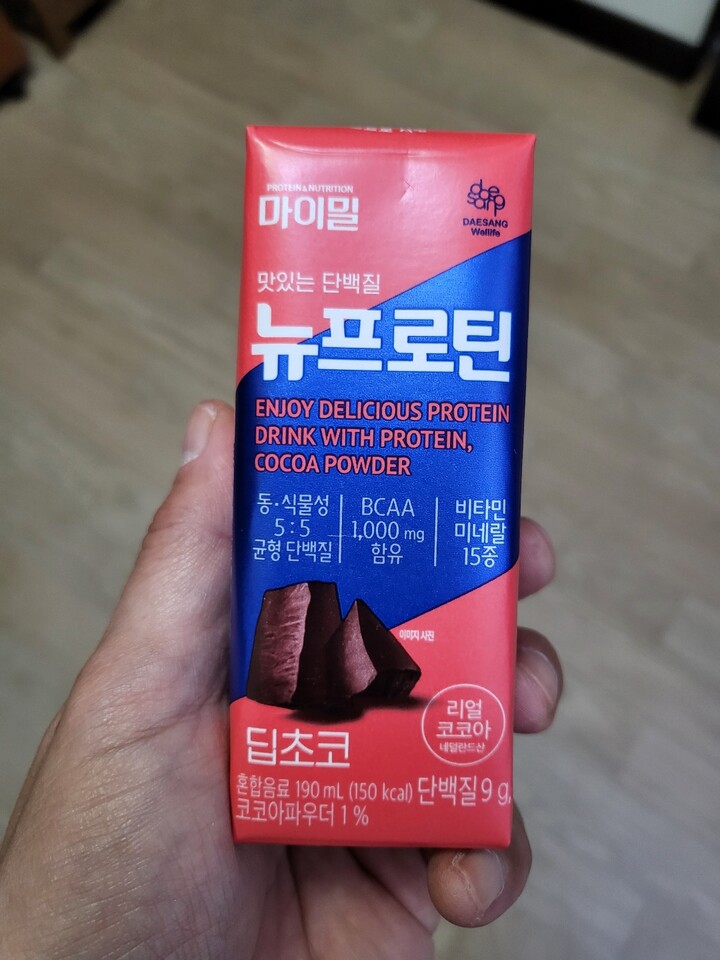 PROTEIN & NUTRITION
마이밀
daesang
DAESANG
Wellife
맛있는 단백질
뉴프로틴
ENJOY DELICIOUS PROTEIN
DRINK WITH PROTEIN,
COCOA POWDER
동·식물성
5:5
균형 단백질
BCAA
1,000 mg
함유
비타민
미네랄
15종
이미지 사진
리얼
코코아
네덜란드산
딥초코
혼합음료 190 mL (150 kcal) 단백질 9 g,
코코아파우더 1 %